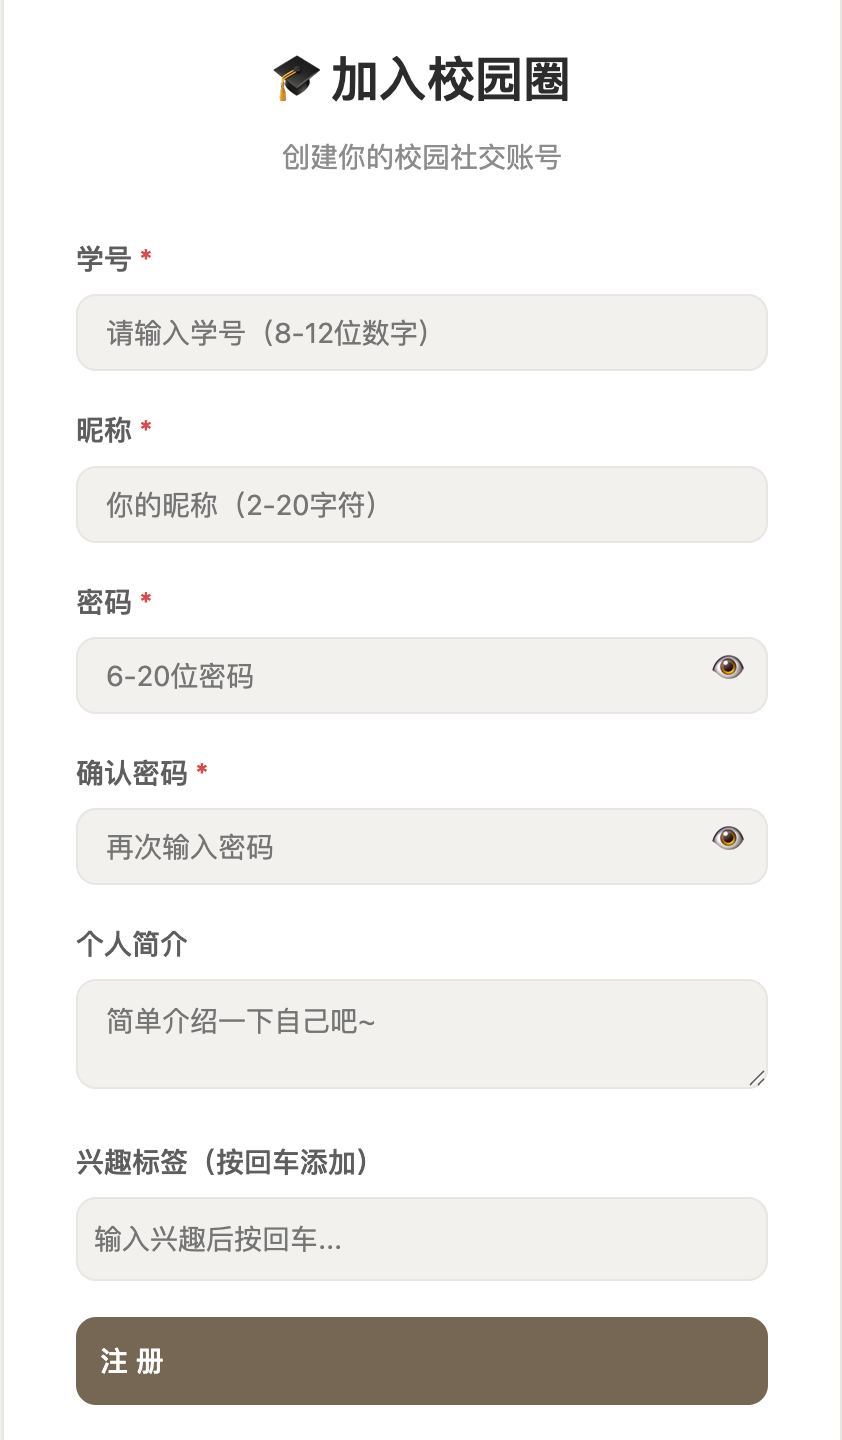 🎓 加入校园圈
创建你的校园社交账号
学号 *
请输入学号（8-12位数字）
昵称 *
你的昵称（2-20字符）
密码 *
6-20位密码
确认密码 *
再次输入密码
个人简介
简单介绍一下自己吧~
兴趣标签（按回车添加）
输入兴趣后按回车...
注 册